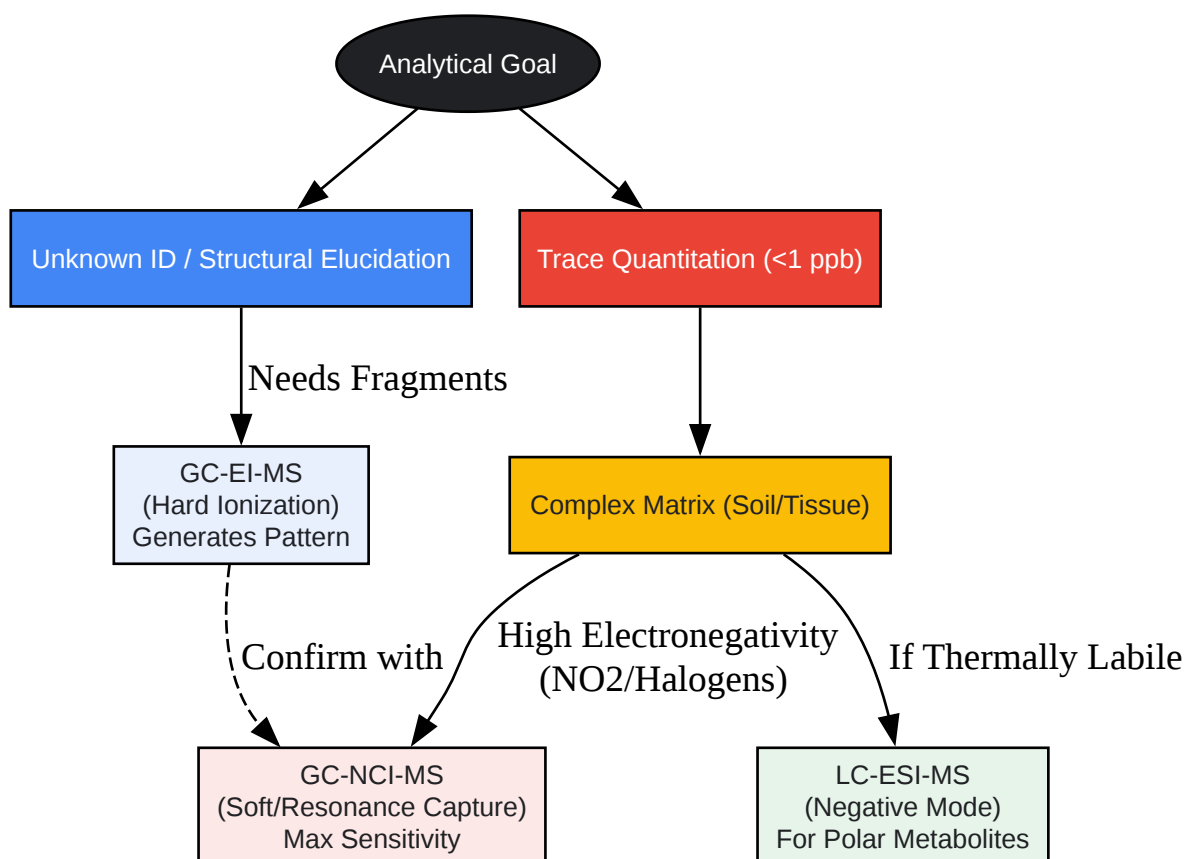 Analytical Goal
Unknown ID / Structural Elucidation
Trace Quantitation (<1 ppb)
Needs Fragments
GC-EI-MS
(Hard Ionization)
Generates Pattern
Complex Matrix (Soil/Tissue)
Confirm with
High Electronegativity
(NO2/Halogens)
If Thermally Labile
GC-NCI-MS
(Soft/Resonance Capture)
Max Sensitivity
LC-ESI-MS
(Negative Mode)
For Polar Metabolites